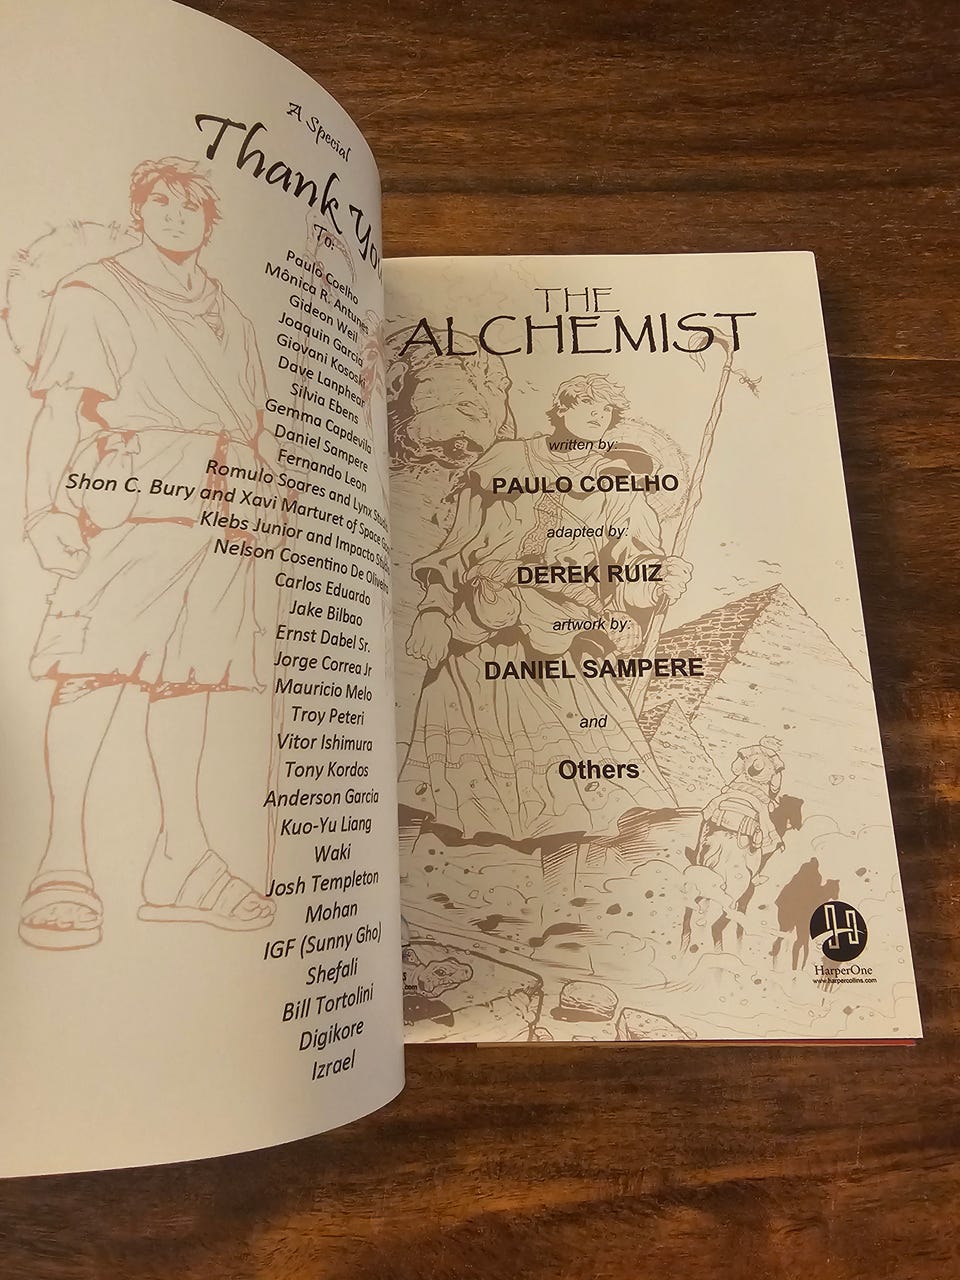 A Special
Thank You
To:
Paulo Coelho
Mônica R. Antunes
Gideon Weil
Joaquin Garcia
Giovani Kososki
Dave Lanphear
Silvia Ebens
Gemma Capdevila
Daniel Sampere
Fernando Leon
Romulo Soares and Lynx
Shon C. Bury and Xavi Marturet of Space
Klebs Junior and Impacto
Nelson Cosentino De Oliveira
Carlos Eduardo
Jake Bilbao
Ernst Dabel Sr.
Jorge Correa Jr
Mauricio Melo
Troy Peteri
Vitor Ishimura
Tony Kordos
Anderson Garcia
Kuo-Yu Liang
Waki
Josh Templeton
Mohan
IGF (Sunny Gho)
Shefali
Bill Tortolini
Digikore
Izrael
THE
ALCHEMIST
written by:
PAULO COELHO
adapted by:
DEREK RUIZ
artwork by:
DANIEL SAMPERE
and
Others
HarperOne
www.harpercollins.com